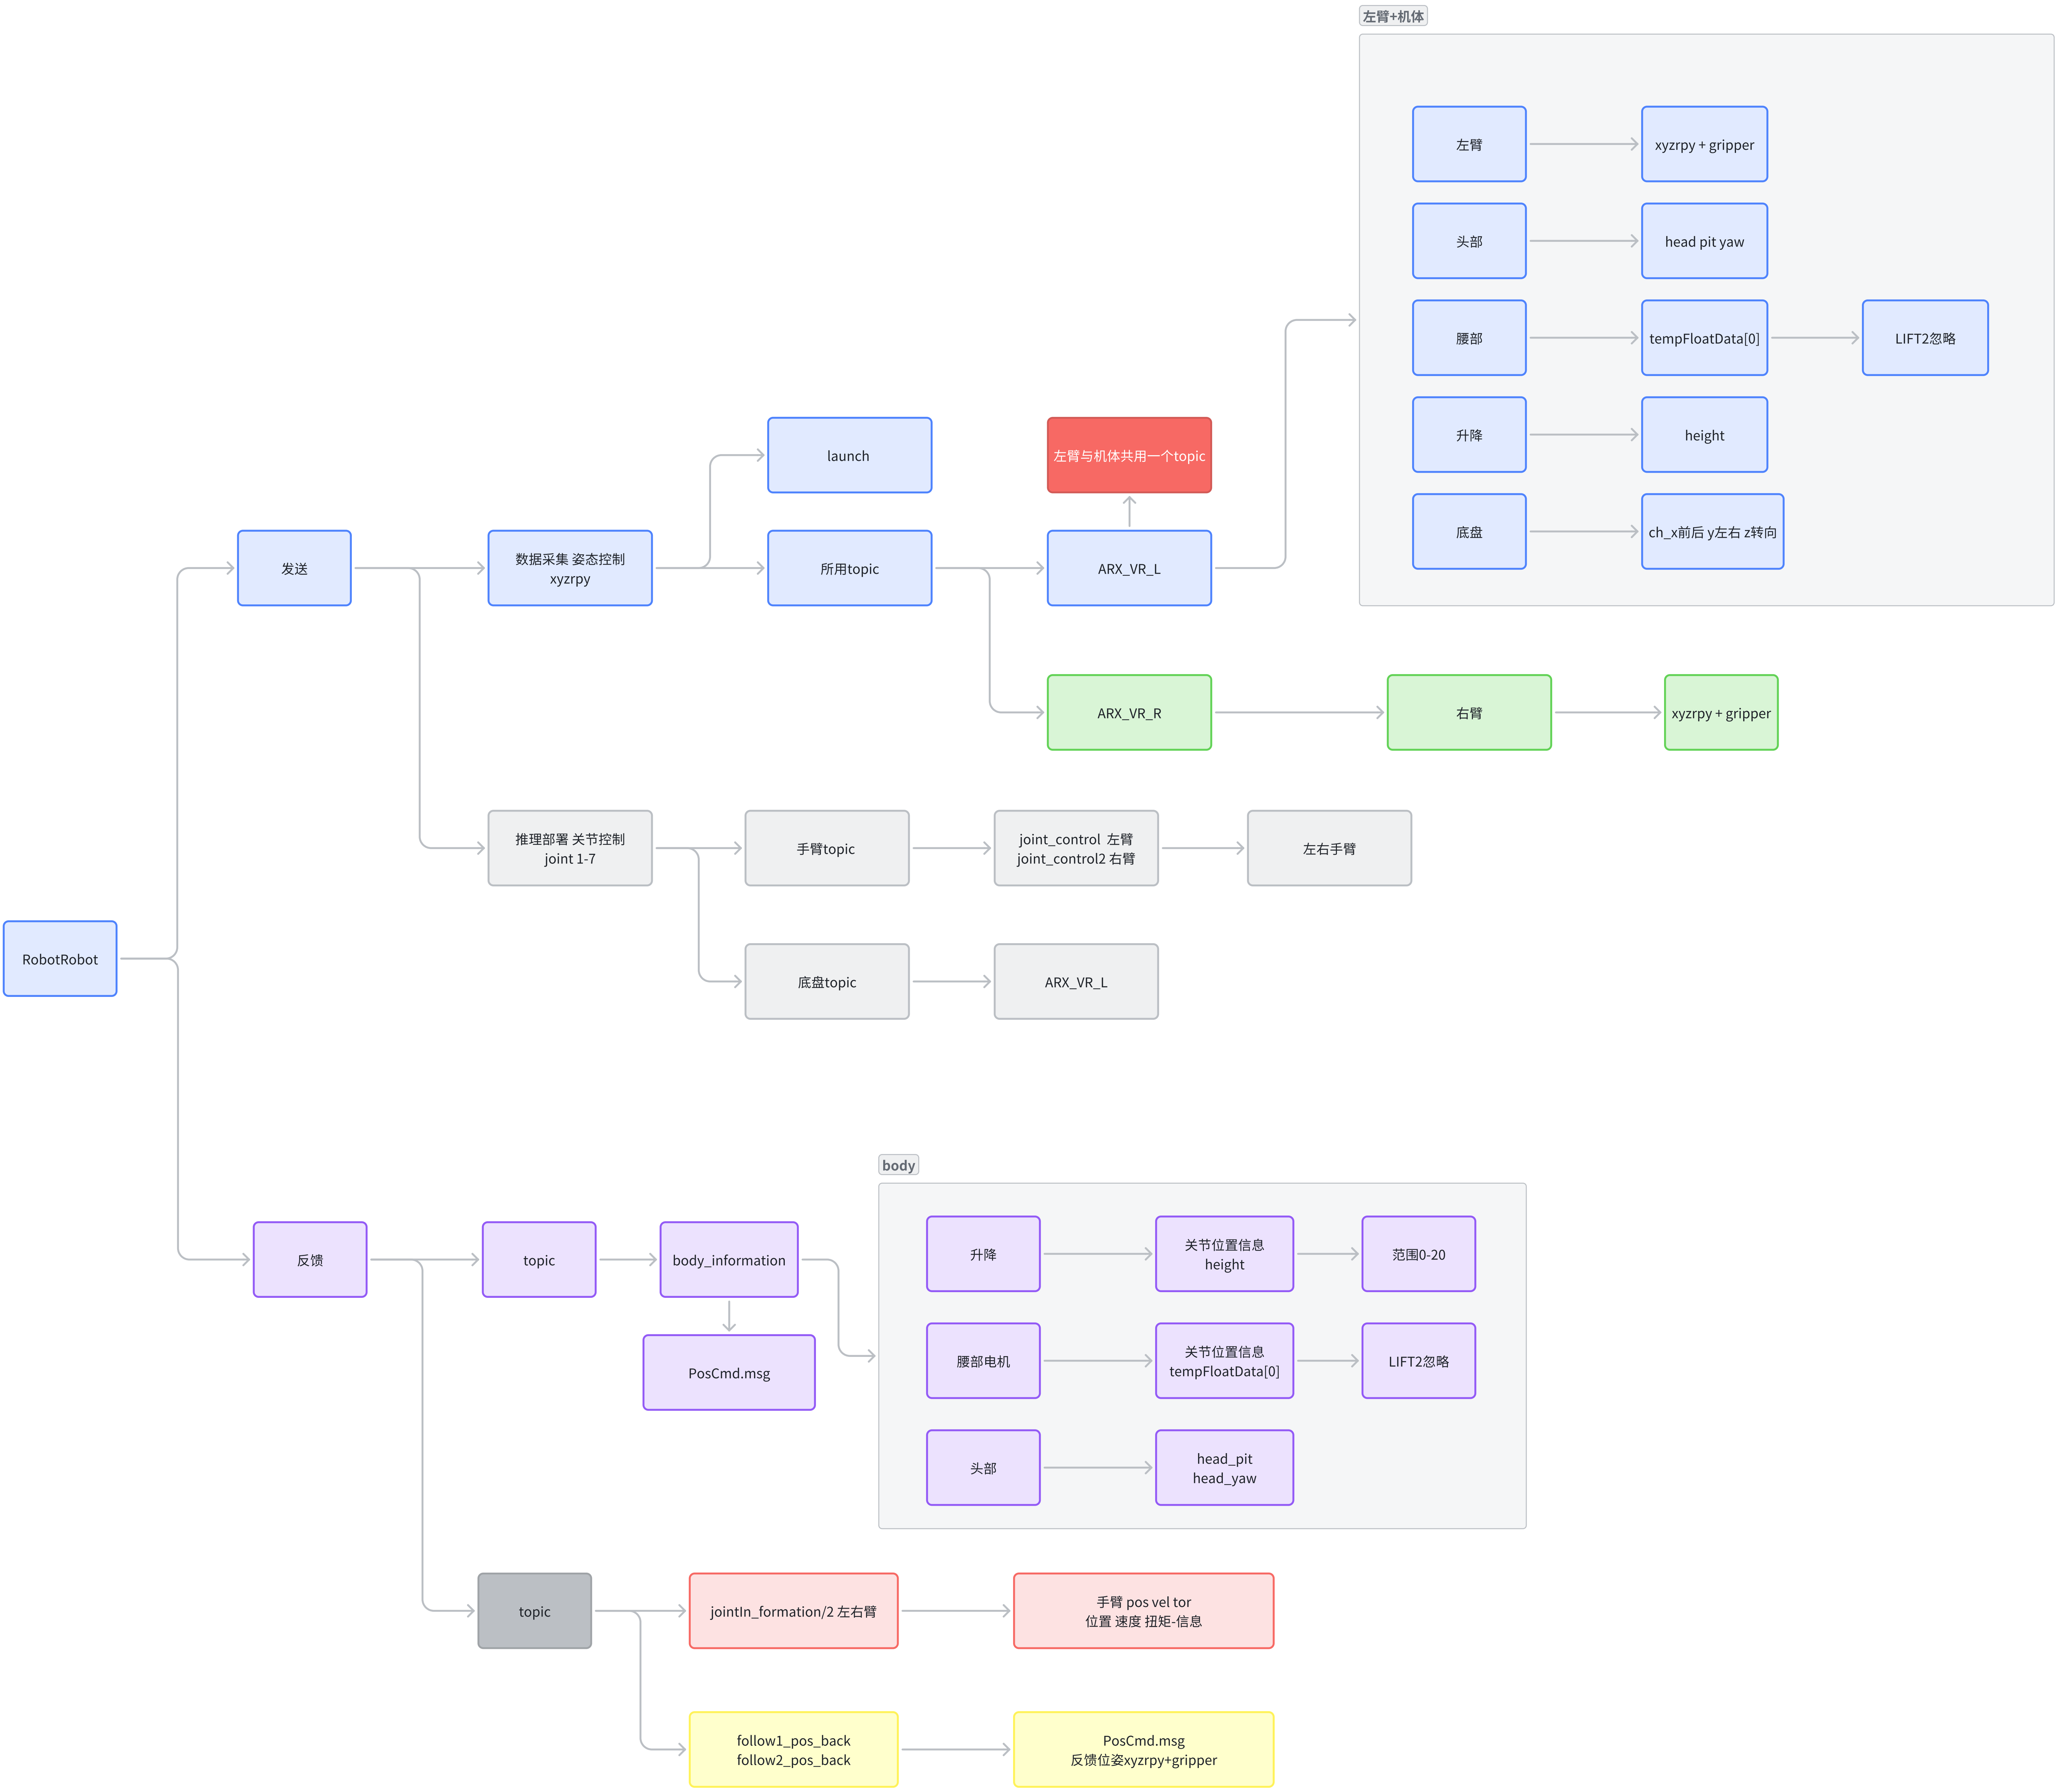 左臂+机体
左臂
xyzrpy + gripper
头部
head pit yaw
腰部
tempFloatData[0]
LIFT2忽略
升降
height
底盘
ch_x前后 y左右 z转向
launch
左臂与机体共用一个topic
发送
数据采集 姿态控制
xyzrpy
所用topic
ARX_VR_L
ARX_VR_R
右臂
xyzrpy + gripper
推理部署 关节控制
joint 1-7
手臂topic
joint_control 左臂
joint_control2 右臂
左右手臂
底盘topic
ARX_VR_L
RobotRobot
body
反馈
topic
body_information
PosCmd.msg
升降
关节位置信息
height
范围0-20
腰部电机
关节位置信息
tempFloatData[0]
LIFT2忽略
头部
head_pit
head_yaw
topic
jointIn_formation/2 左右臂
手臂 pos vel tor
位置 速度 扭矩-信息
follow1_pos_back
follow2_pos_back
PosCmd.msg
反馈位姿xyzrpy+gripper